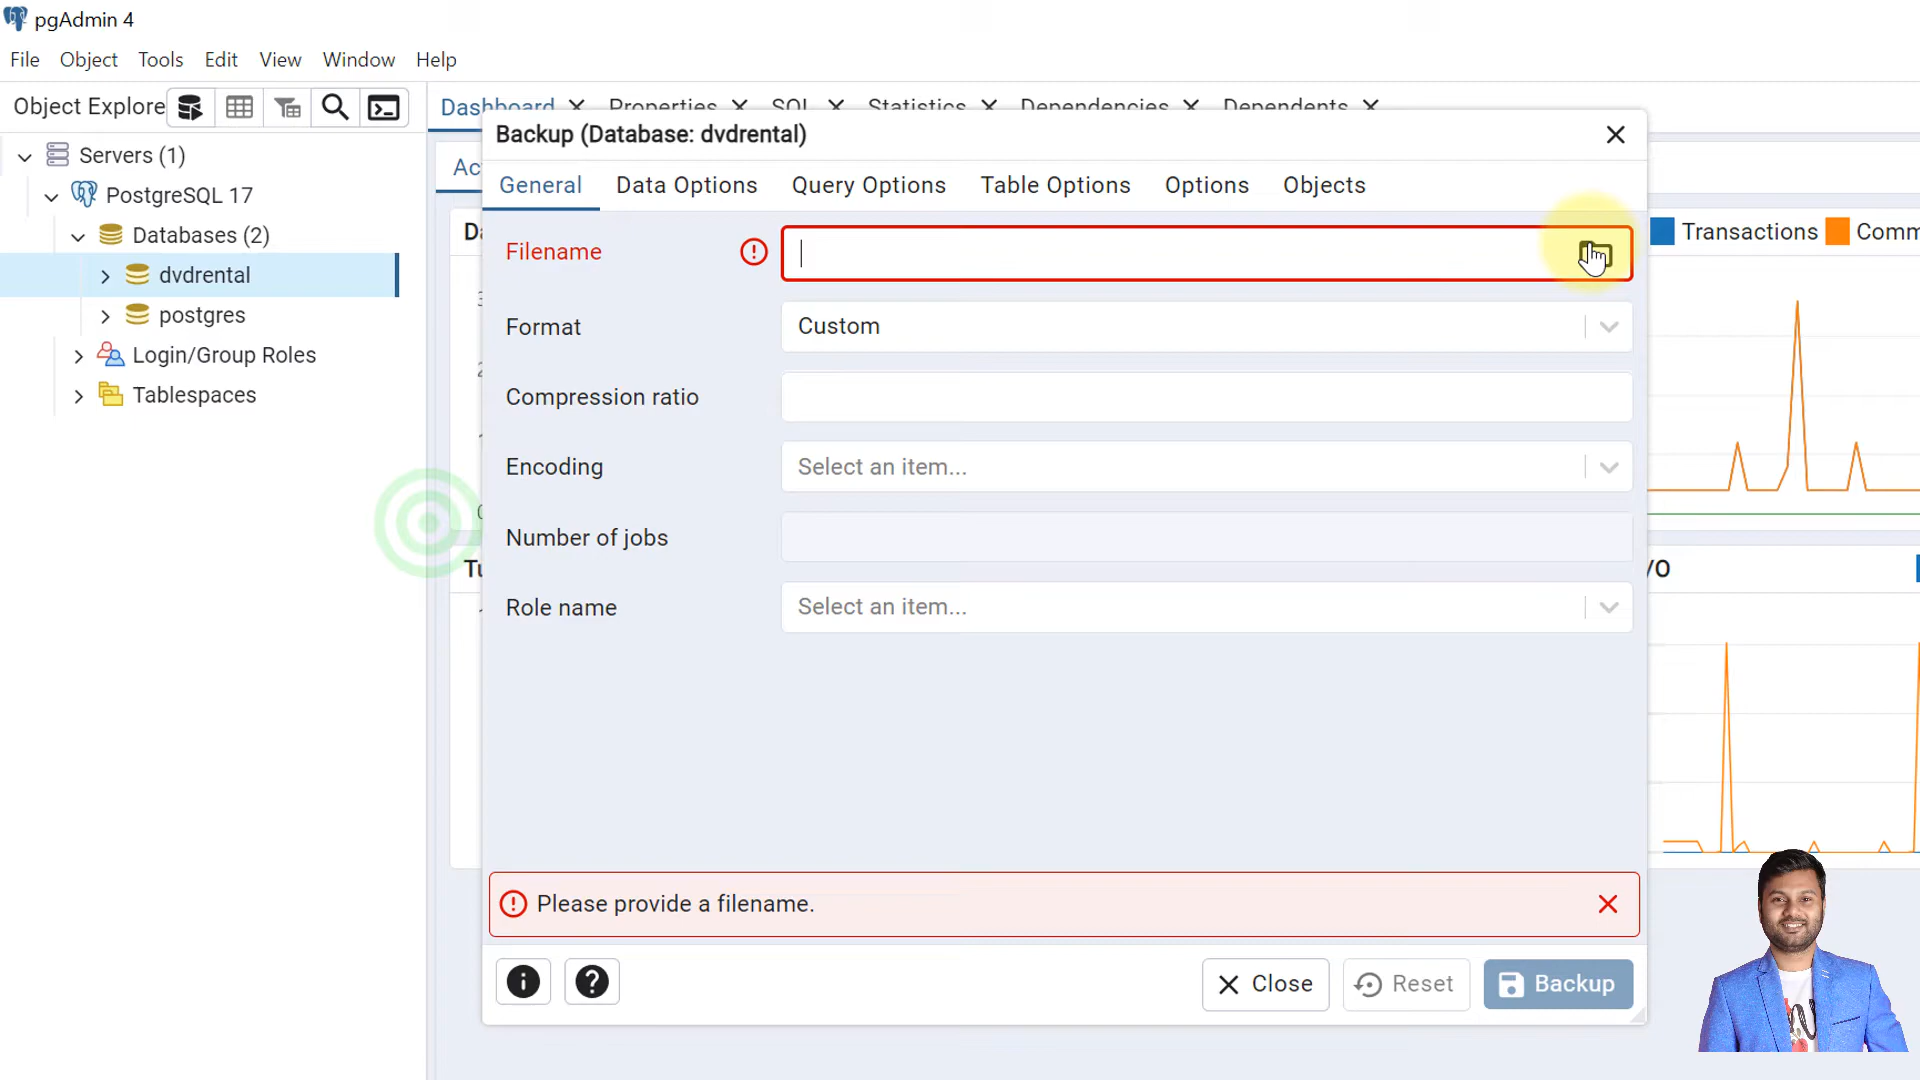 pgAdmin 4
File Object Tools Edit View Window Help
Object Explore
Dashboard Properties SQL Statistics Dependencies Dependents
Servers (1)
PostgreSQL 17
Databases (2)
dvdrental
postgres
Login/Group Roles
Tablespaces
Backup (Database: dvdrental)
General Data Options Query Options Table Options Options Objects
Filename
Format Custom
Compression ratio
Encoding Select an item...
Number of jobs
Role name Select an item...
Please provide a filename.
Close Reset Backup
Transactions Comm
/O